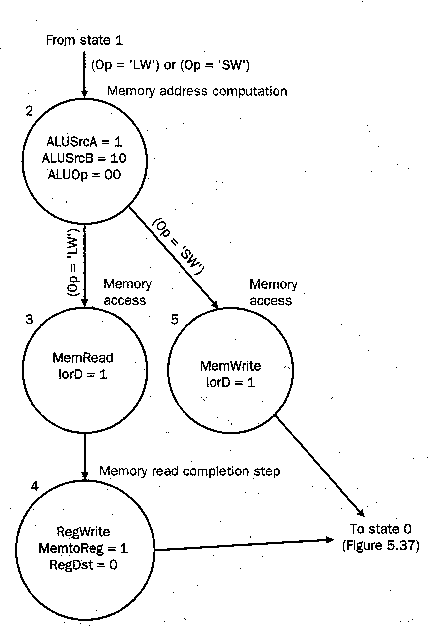 From state 1
(Op = 'LW') or (Op = 'SW')
Memory address computation
2
ALUSrcA = 1
ALUSrcB = 10
ALUOp = 00
(Op = 'LW')
(Op = 'SW')
Memory
access
Memory
access
3
5
MemRead
IorD = 1
MemWrite
IorD = 1
Memory read completion step
4
RegWrite
MemtoReg = 1
RegDst = 0
To state 0
(Figure 5.37)